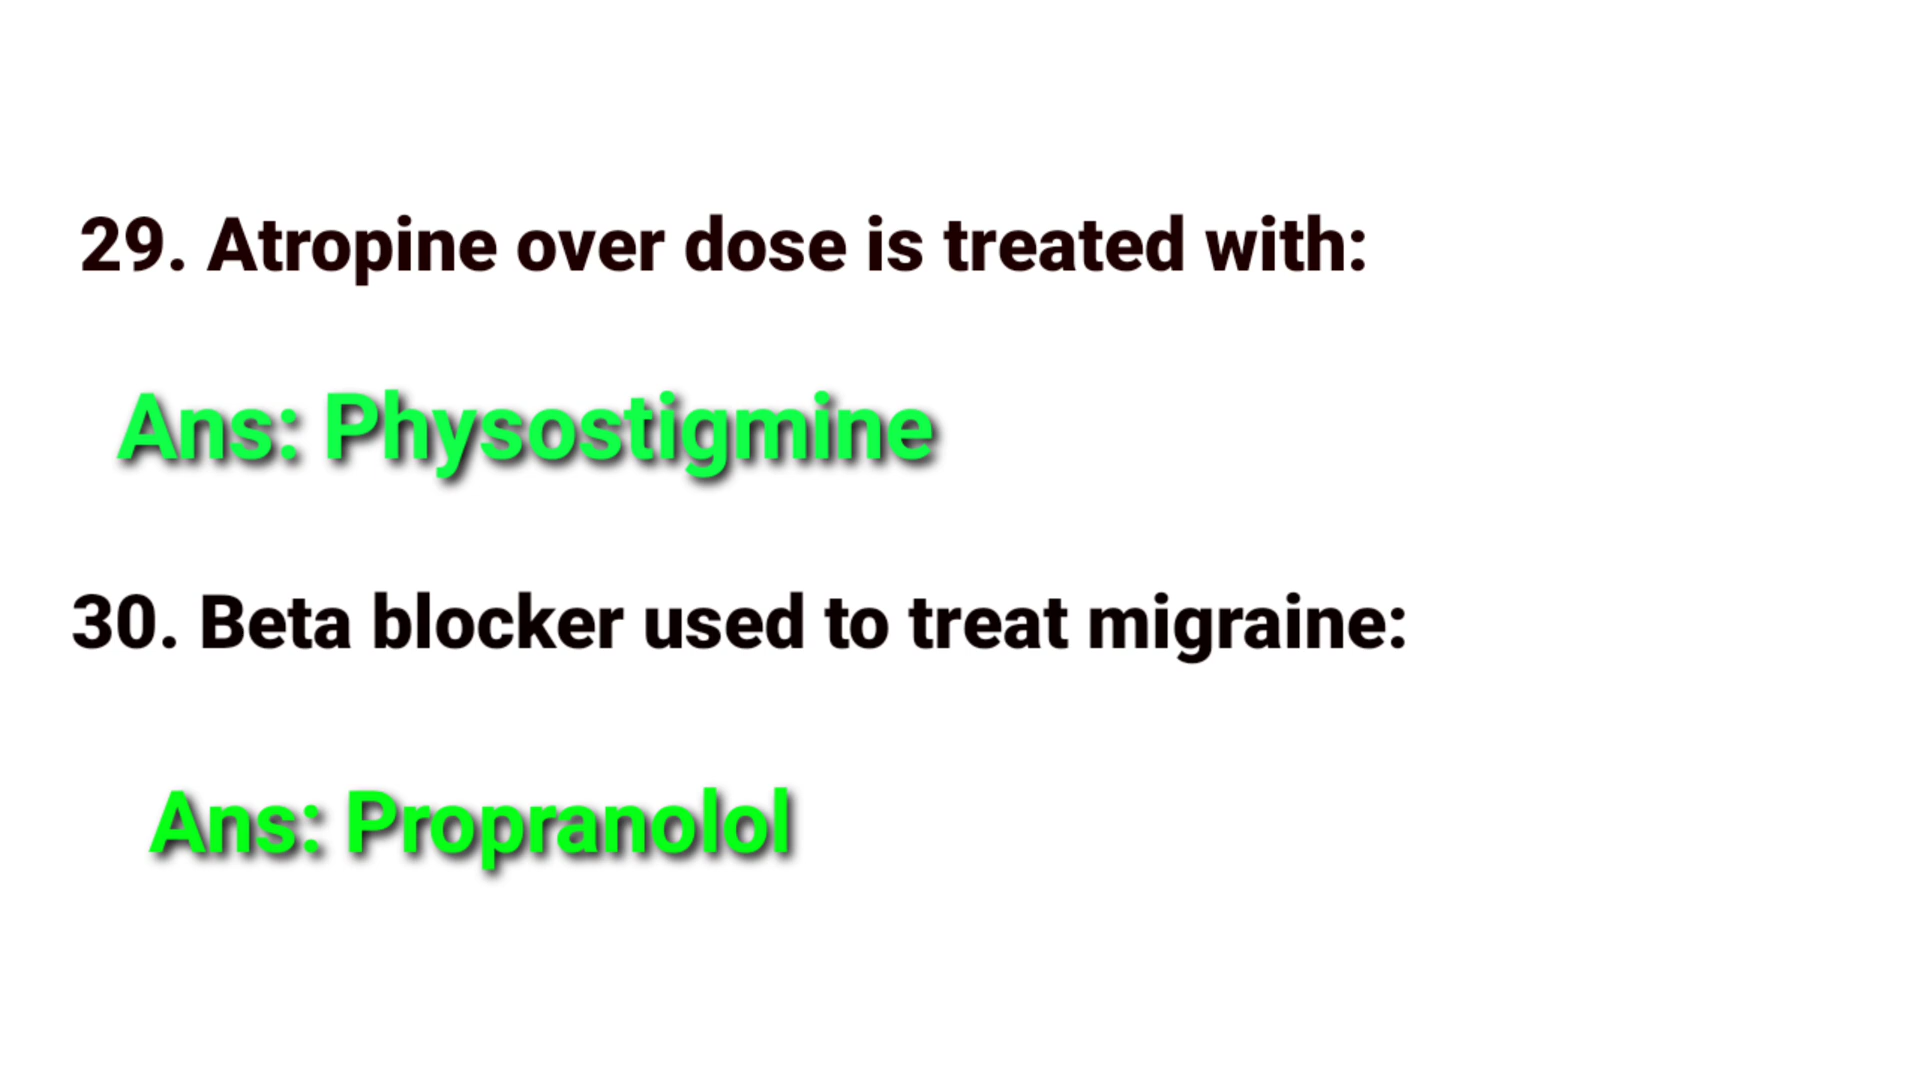 29. Atropine over dose is treated with:
Ans: Physostigmine
30. Beta blocker used to treat migraine:
Ans: Propranolol